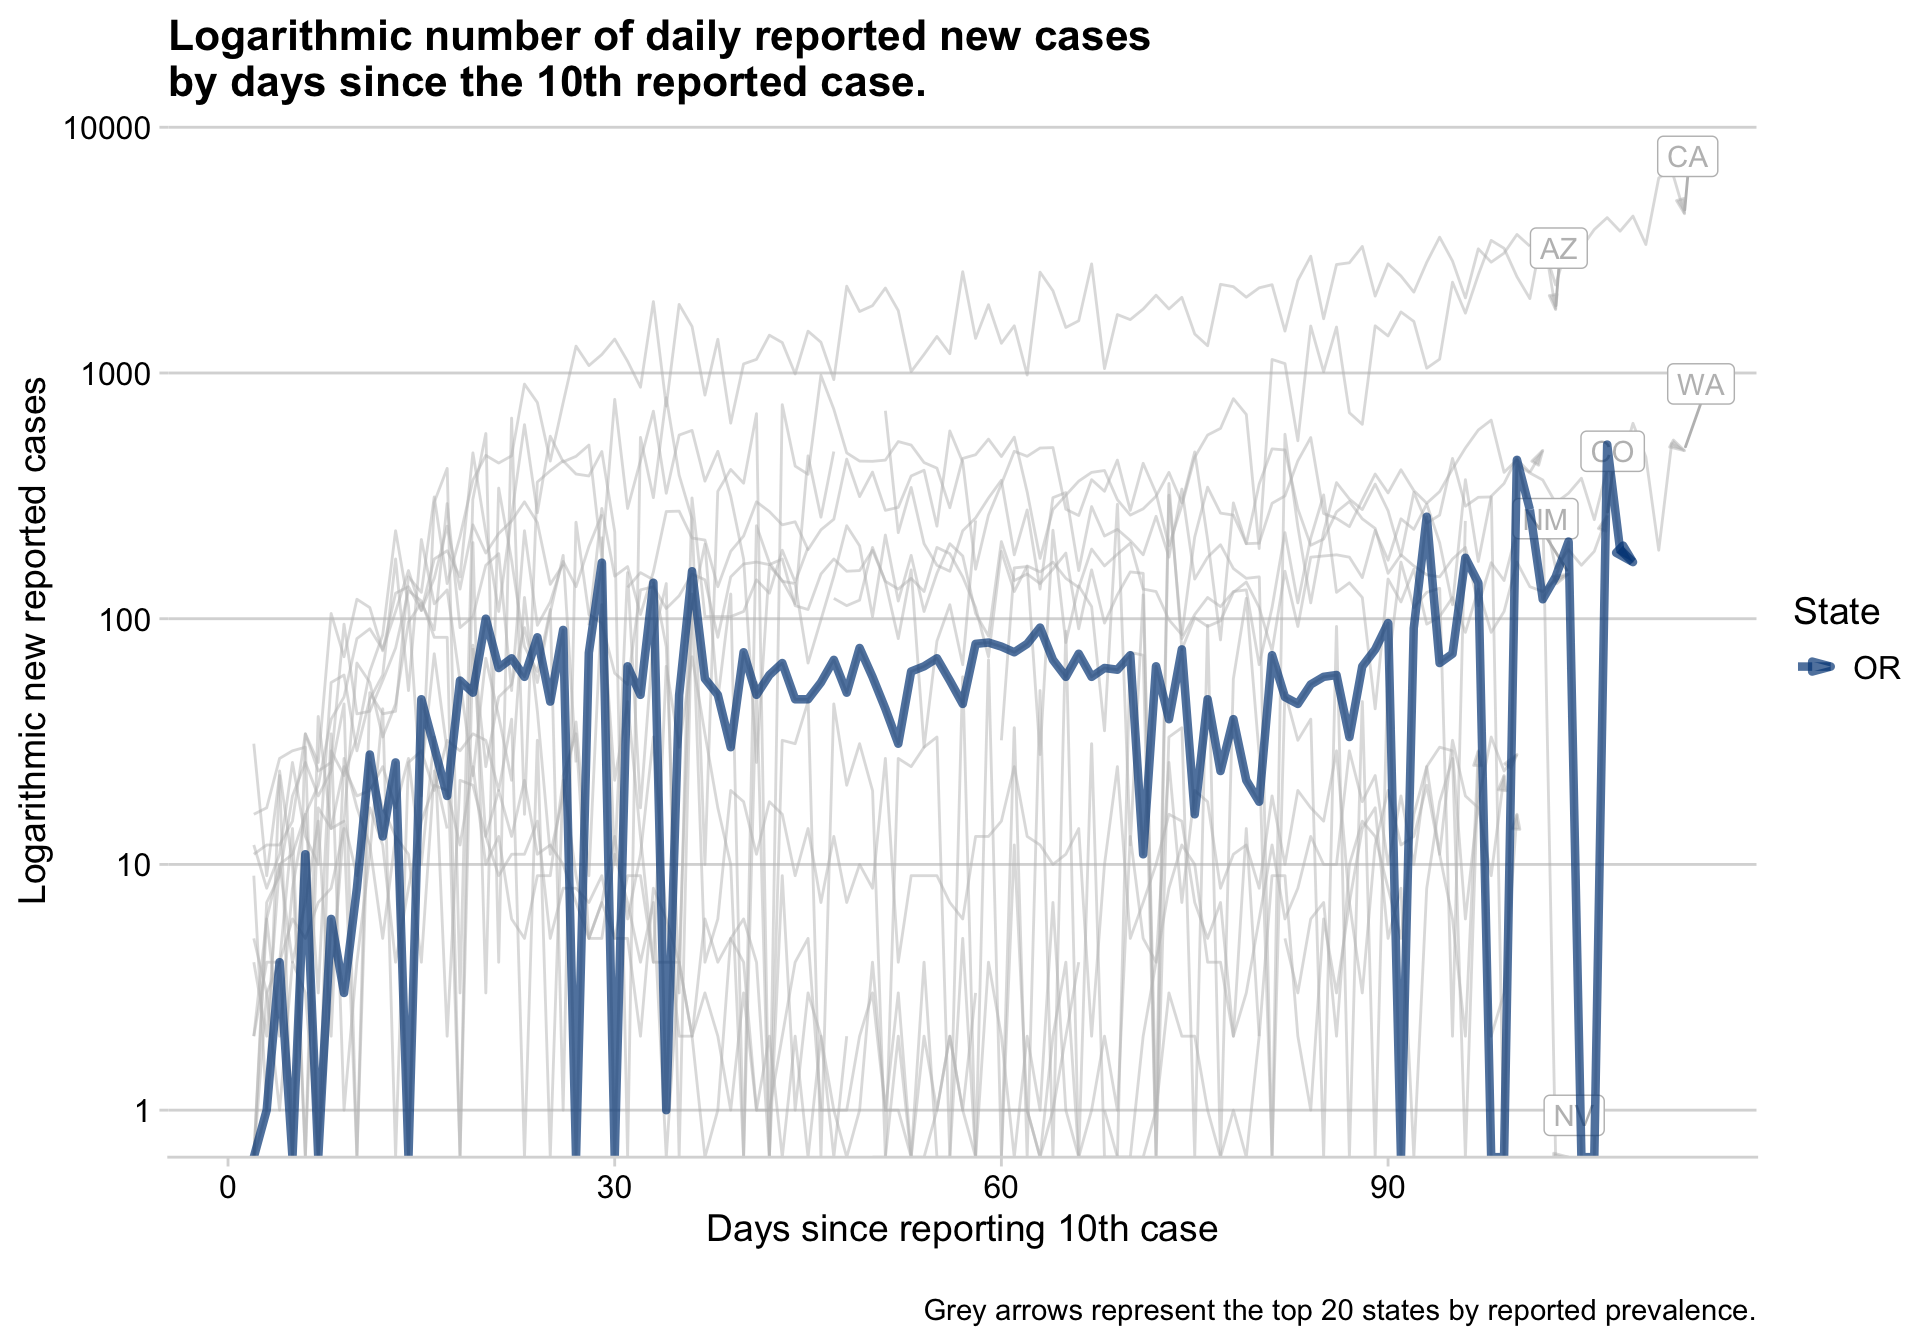 Logarithmic number of daily reported new cases
by days since the 10th reported case.
10000
1000
100
10
1
Logarithmic new reported cases
CA
AZ
WA
CO
NM
NV
0
30
60
90
Days since reporting 10th case
State
OR
Grey arrows represent the top 20 states by reported prevalence.